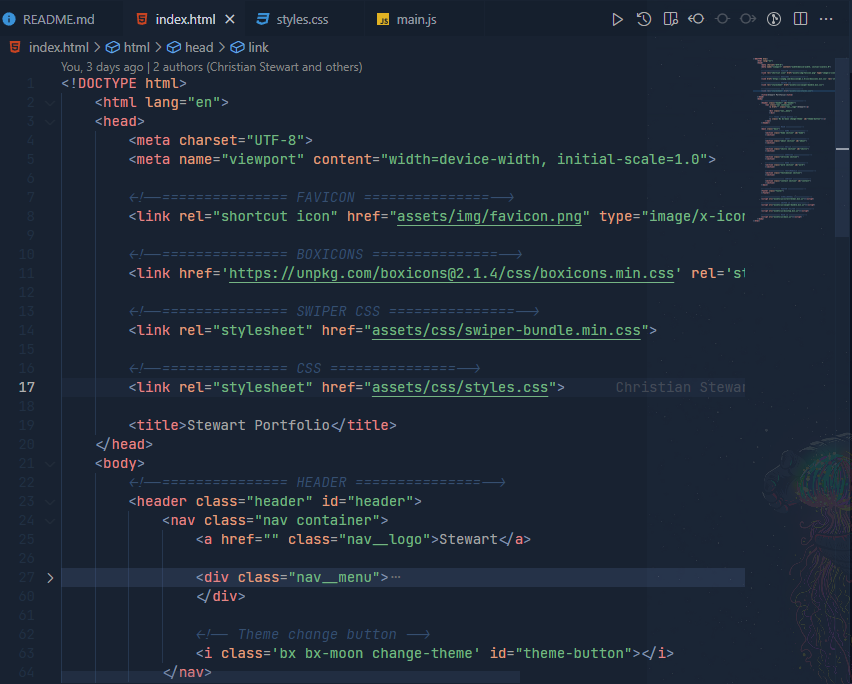 README.md index.html styles.css JS main.js
index.html > html > head > link
You, 3 days ago | 2 authors (Christian Stewart and others)
1 <!DOCTYPE html>
2 <html lang="en">
3 <head>
4 <meta charset="UTF-8">
5 <meta name="viewport" content="width=device-width, initial-scale=1.0">
6
7 <!--=============== FAVICON ===============-->
8 <link rel="shortcut icon" href="assets/img/favicon.png" type="image/x-icon
9
10 <!--=============== BOXICONS ===============-->
11 <link href='https://unpkg.com/boxicons@2.1.4/css/boxicons.min.css' rel='st
12
13 <!--=============== SWIPER CSS ===============-->
14 <link rel="stylesheet" href="assets/css/swiper-bundle.min.css">
15
16 <!--=============== CSS ===============-->
17 <link rel="stylesheet" href="assets/css/styles.css"> Christian Stewar
18
19 <title>Stewart Portfolio</title>
20 </head>
21 <body>
22 <!--=============== HEADER ===============-->
23 <header class="header" id="header">
24 <nav class="nav container">
25 <a href="" class="nav__logo">Stewart</a>
26
27 <div class="nav__menu">⋯
60 </div>
61
62 <!-- Theme change button -->
63 <i class='bx bx-moon change-theme' id="theme-button"></i>
64 </nav>